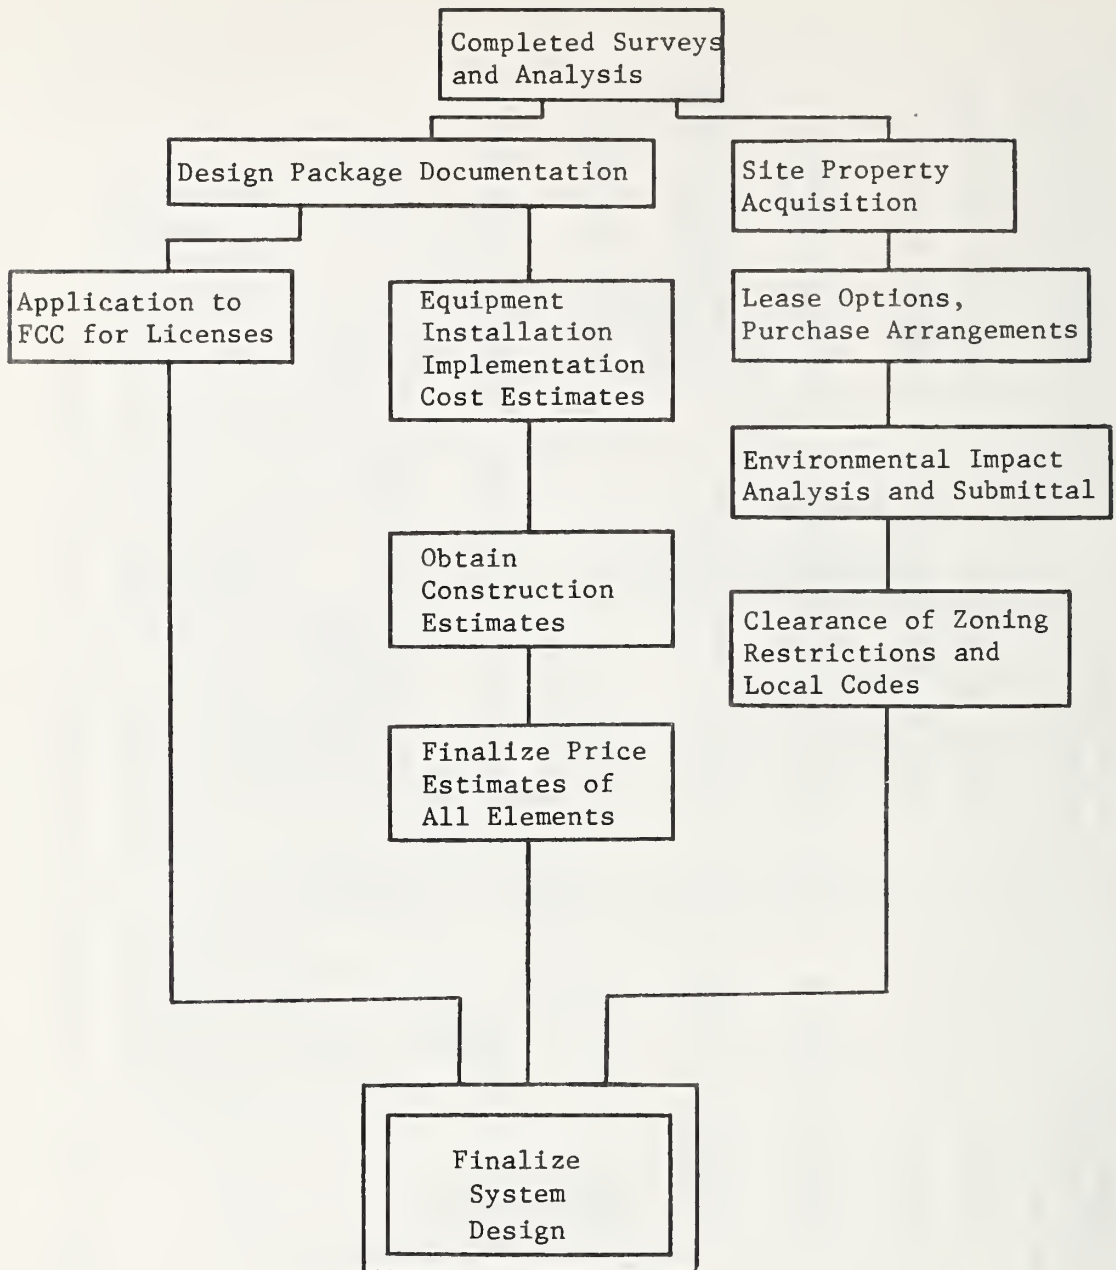 Completed Surveys
and Analysis
Design Package Documentation
Site Property
Acquisition
Application to
FCC for Licenses
Equipment
Installation
Implementation
Cost Estimates
Lease Options,
Purchase Arrangements
Environmental Impact
Analysis and Submittal
Obtain
Construction
Estimates
Clearance of Zoning
Restrictions and
Local Codes
Finalize Price
Estimates of
All Elements
Finalize
System
Design